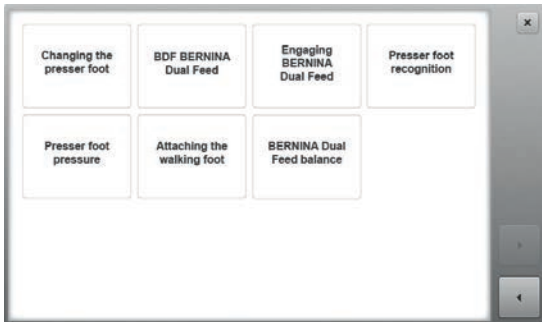 Changing the
presser foot
BDF BERNINA
Dual Feed
Engaging
BERNINA
Dual Feed
Presser foot
recognition
Presser foot
pressure
Attaching the
walking foot
BERNINA Dual
Feed balance